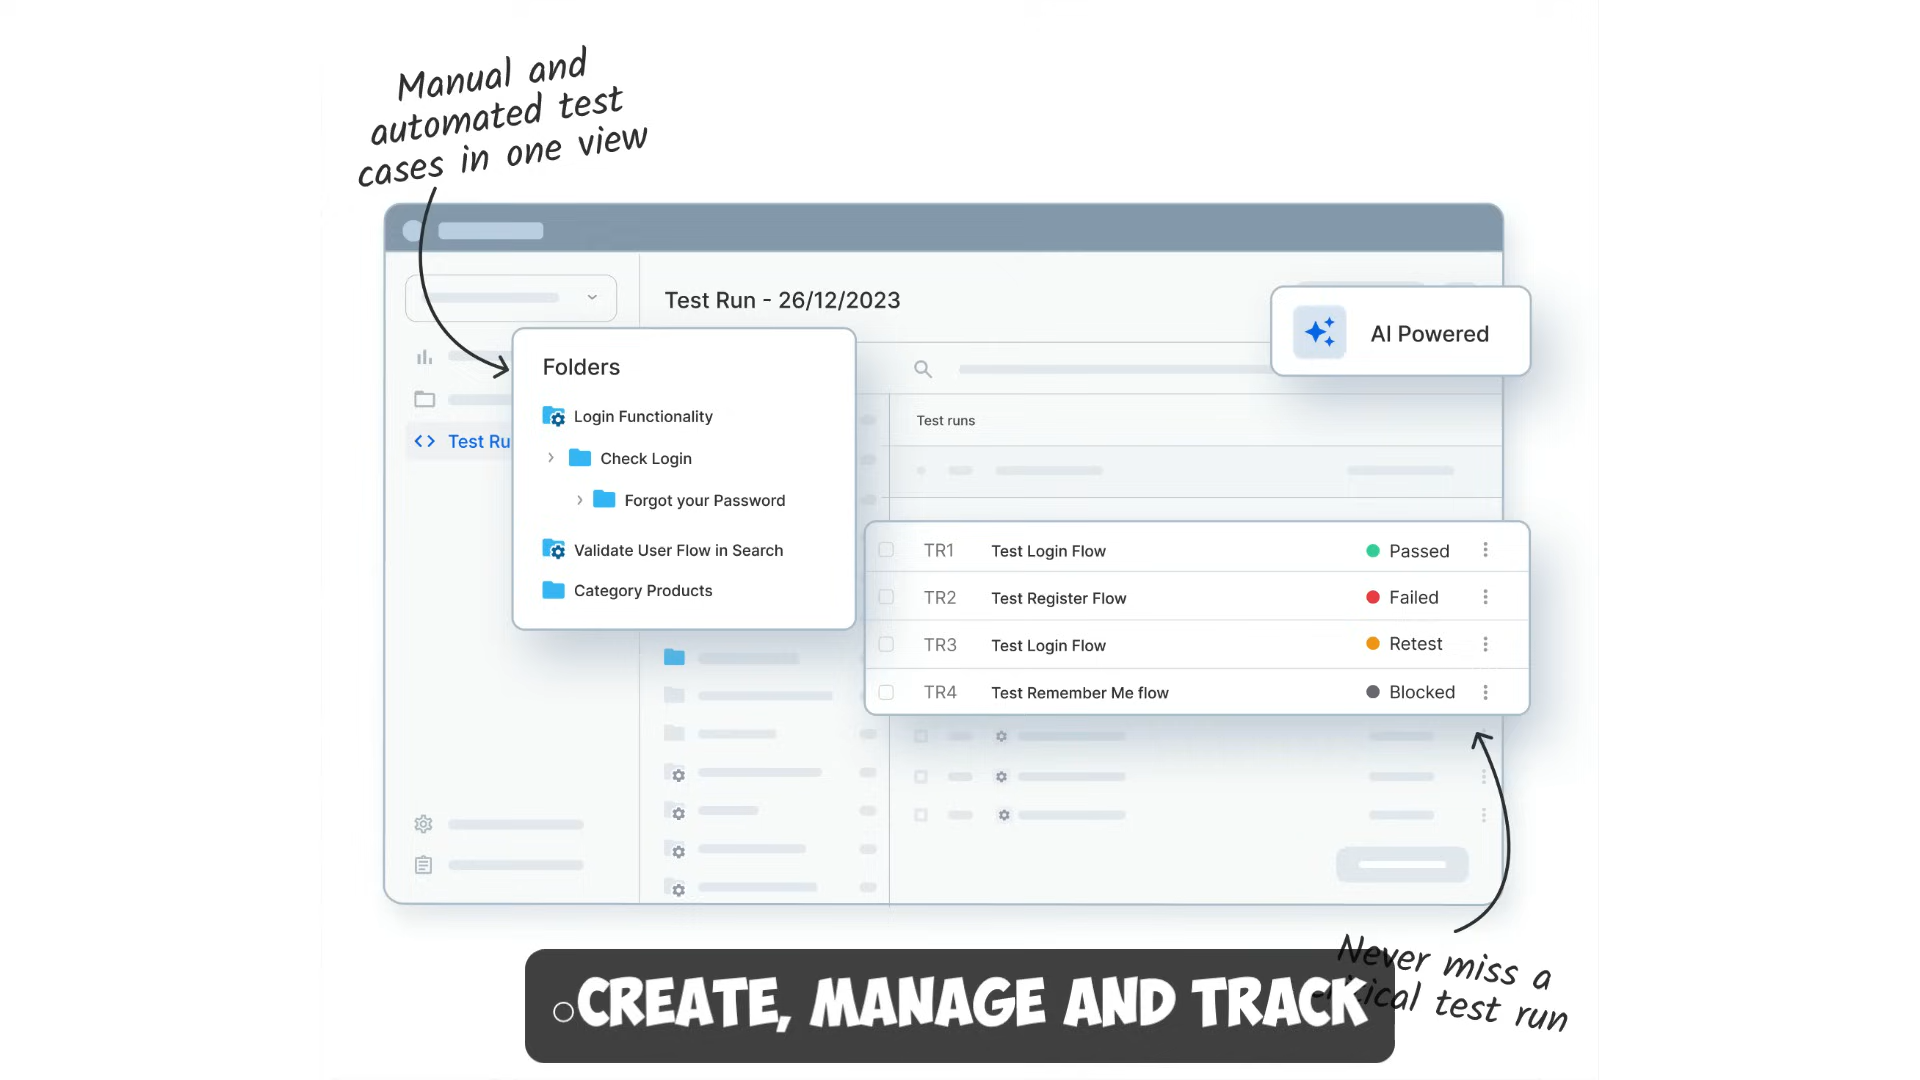 Manual and
automated test
cases in one view
Test Run - 26/12/2023
AI Powered
Folders
Login Functionality
Check Login
Forgot your Password
Validate User Flow in Search
Category Products
Test Ru
Test runs
TR1 Test Login Flow Passed
TR2 Test Register Flow Failed
TR3 Test Login Flow Retest
TR4 Test Remember Me flow Blocked
Never miss a
test run
CREATE, MANAGE AND TRACK